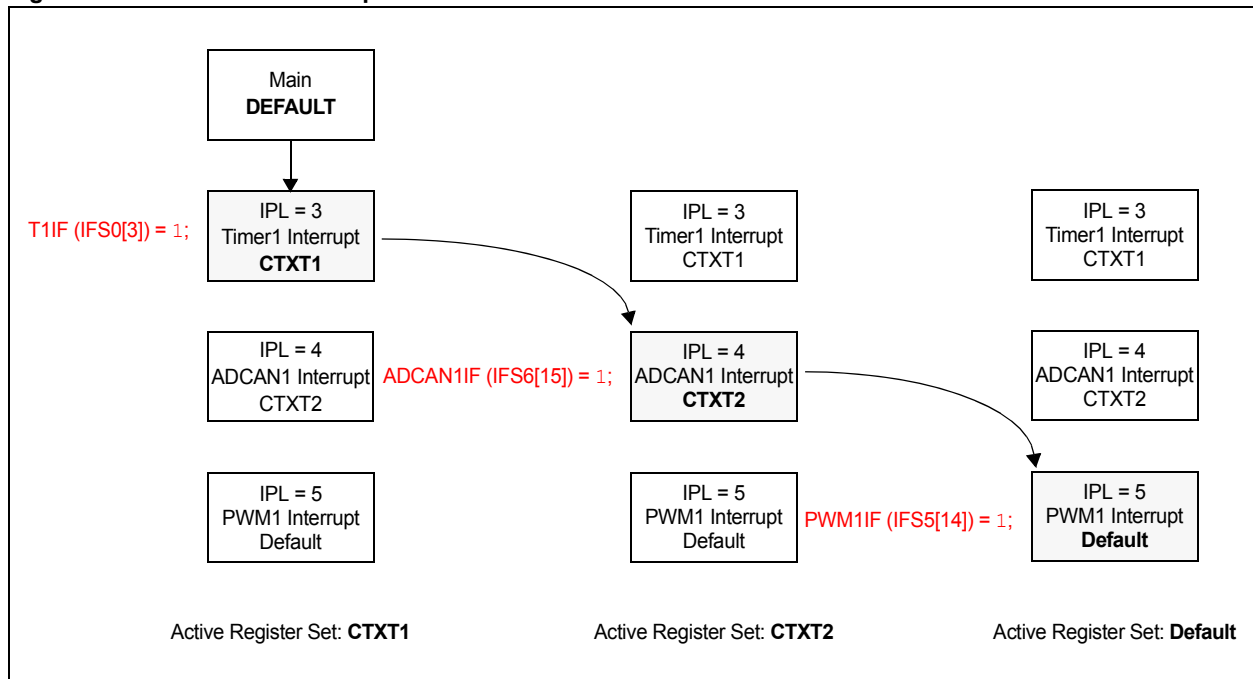 Main
DEFAULT
T1IF (IFS0[3]) = 1;
IPL = 3
Timer1 Interrupt
CTXT1
IPL = 3
Timer1 Interrupt
CTXT1
IPL = 3
Timer1 Interrupt
CTXT1
IPL = 4
ADCAN1 Interrupt
CTXT2
ADCAN1IF (IFS6[15]) = 1;
IPL = 4
ADCAN1 Interrupt
CTXT2
IPL = 4
ADCAN1 Interrupt
CTXT2
IPL = 5
PWM1 Interrupt
Default
IPL = 5
PWM1 Interrupt
Default
PWM1IF (IFS5[14]) = 1;
IPL = 5
PWM1 Interrupt
Default
Active Register Set: CTXT1
Active Register Set: CTXT2
Active Register Set: Default